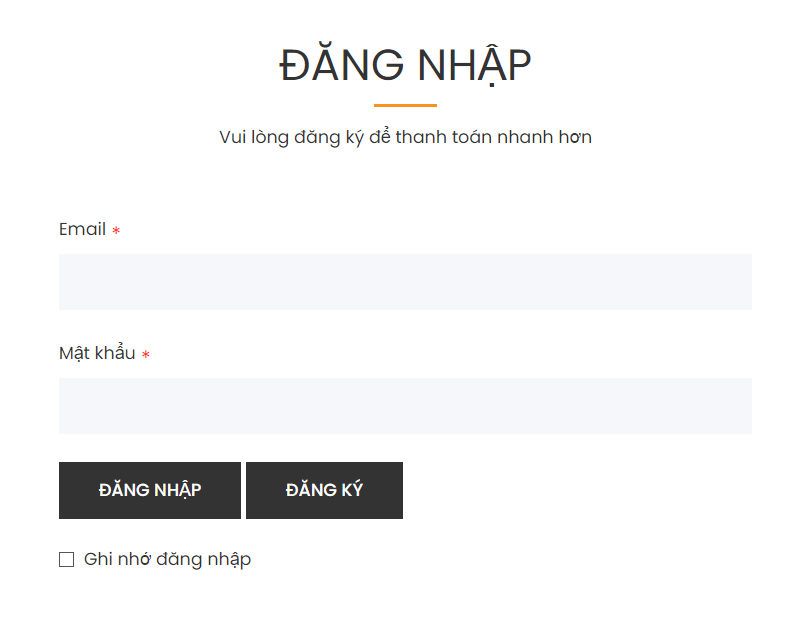 ĐĂNG NHẬP
Vui lòng đăng ký để thanh toán nhanh hơn
Email *
Mật khẩu *
ĐĂNG NHẬP ĐĂNG KÝ
Ghi nhớ đăng nhập